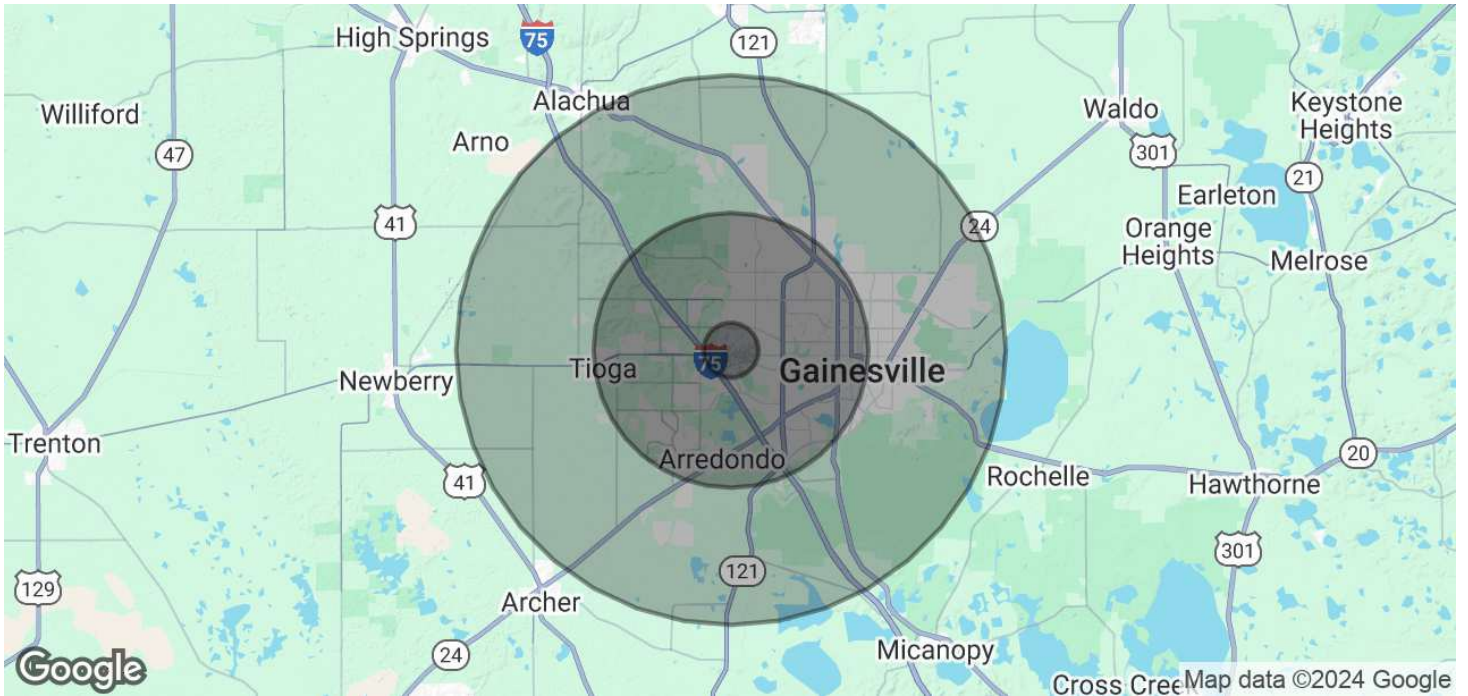 High Springs
75
121
Williford
Alachua
Keystone
Heights
Waldo
Arno
47
301
21
Earleton
41
24
Orange
Heights
Melrose
Tioga
75
Gainesville
Newberry
Trenton
Arredondo
20
41
Rochelle
Hawthorne
301
121
129
Archer
24
Micanopy
Google
Cross Creek
Map data ©2024 Google